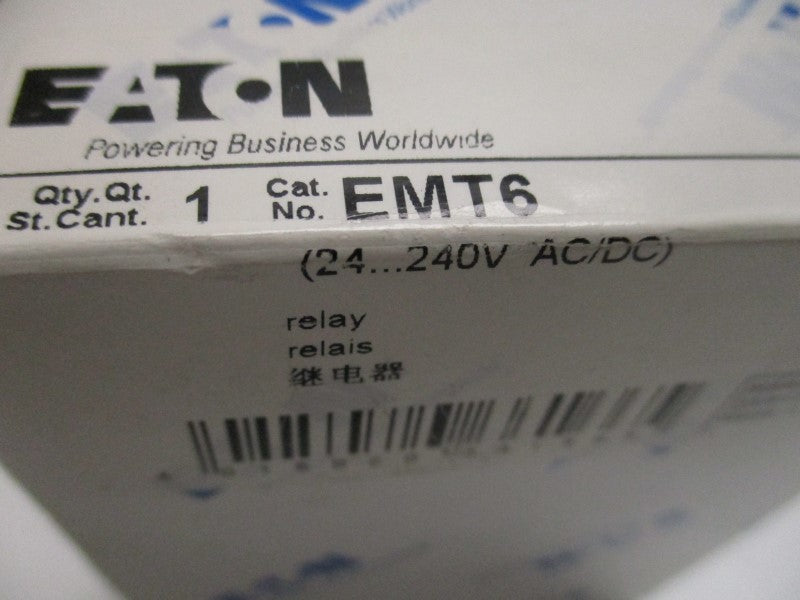 EATON
Powering Business Worldwide
Qty.Qt. 1 Cat. EMT6
St.Cant. No.
(24...240V AC/DC)
relay
relais
继电器